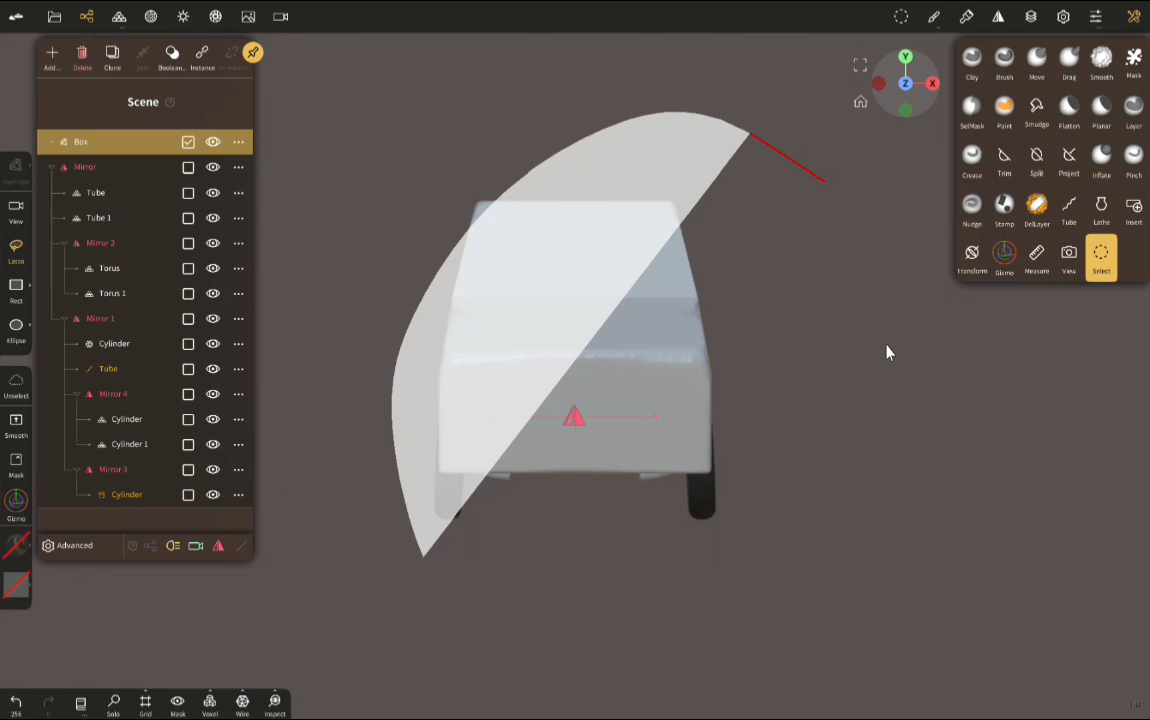 Add...
Delete
Clone
Join
Boolean...
Instance
Scene
Box
Mirror
Tube
Tube 1
Mirror 2
Torus
Torus 1
Mirror 1
Cylinder
Tube
Mirror 4
Cylinder
Cylinder 1
Mirror 3
Cylinder
Advanced
View
Lasso
Rect
Ellipse
Unselect
Smooth
Mask
Gizmo
Y
Z X
Clay Brush Move Drag Smooth Mask
SelMask Paint Smudge Flatten Planar Layer
Crease Trim Split Project Inflate Pinch
Nudge Stamp DelLayer Tube Lathe Insert
Transform Gizmo Measure View Select
256 0 ... Solo Grid Mask Voxel Wire Inspect